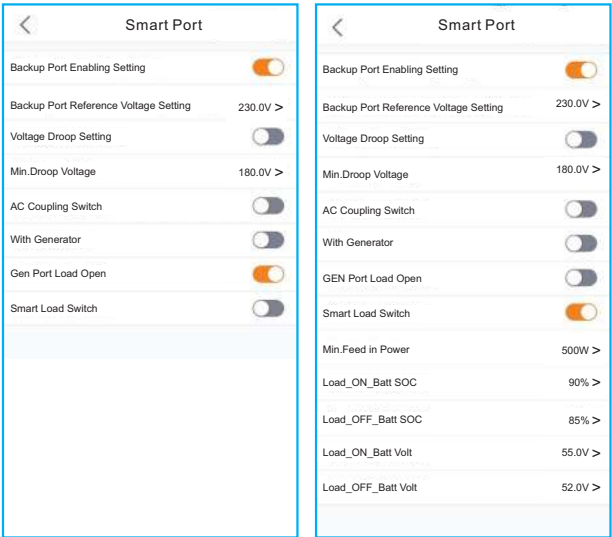 Smart Port
Backup Port Enabling Setting
Backup Port Reference Voltage Setting 230.0V >
Voltage Droop Setting
Min.Droop Voltage 180.0V >
AC Coupling Switch
With Generator
Gen Port Load Open
Smart Load Switch
Smart Port
Backup Port Enabling Setting
Backup Port Reference Voltage Setting 230.0V >
Voltage Droop Setting
Min.Droop Voltage 180.0V >
AC Coupling Switch
With Generator
GEN Port Load Open
Smart Load Switch
Min.Feed in Power 500W >
Load_ON_Batt SOC 90% >
Load_OFF_Batt SOC 85% >
Load_ON_Batt Volt 55.0V >
Load_OFF_Batt Volt 52.0V >